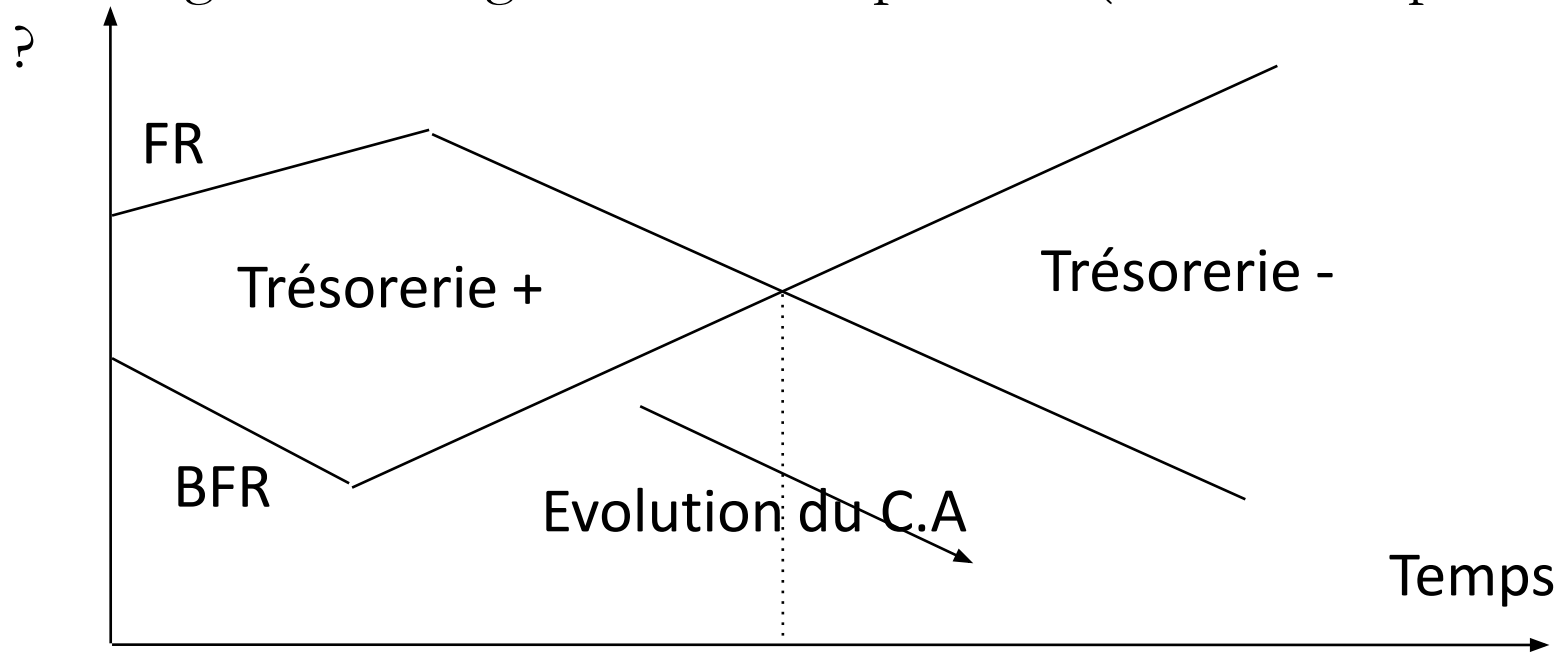 ?
FR
Trésorerie +
Trésorerie -
BFR
Evolution du C.A
Temps